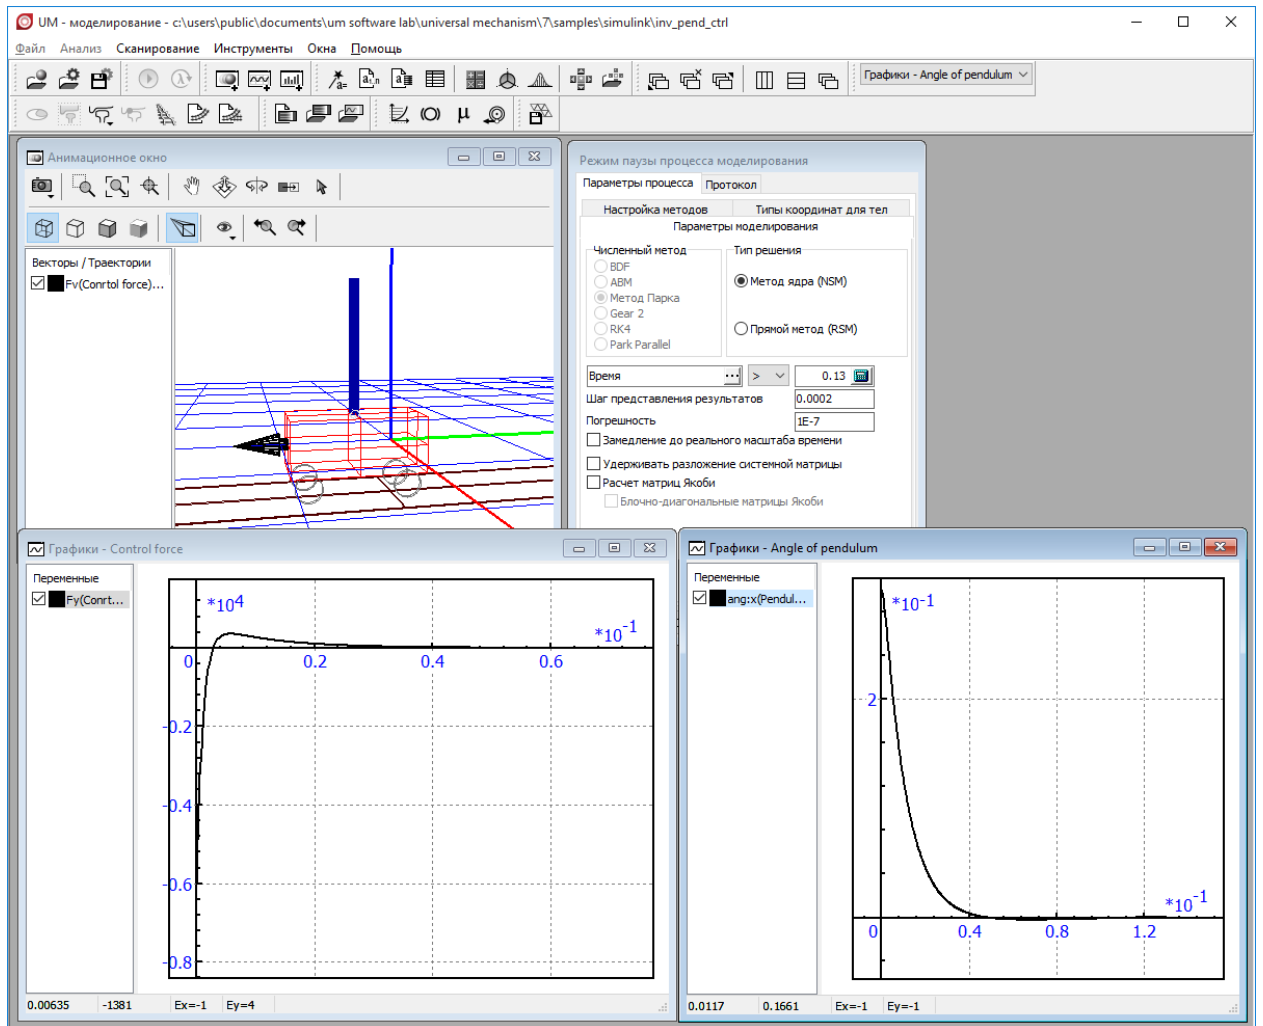 UM - моделирование - c:\users\public\documents\um software lab\universal mechanism\7\samples\simulink\inv_pend_ctrl
Файл Анализ Сканирование Инструменты Окна Помощь
Графики - Angle of pendulum
Анимационное окно
Векторы / Траектории
Fv(Conrtol force)...
Режим паузы процесса моделирования
Параметры процесса Протокол
Настройка методов Типы координат для тел
Параметры моделирования
Численный метод
BDF
ABM
Метод Парка
Gear 2
RK4
Park Parallel
Тип решения
Метод ядра (NSM)
Прямой метод (RSM)
Время ... > 0.13
Шаг представления результатов 0.0002
Погрешность 1E-7
Замедление до реального масштаба времени
Удерживать разложение системной матрицы
Расчет матриц Якоби
Блочно-диагональные матрицы Якоби
Графики - Control force
Переменные
Fy(Conrt...
*10^4
*10^-1
0 0.2 0.4 0.6
-0.2
-0.4
-0.6
-0.8
0.00635 -1381 Ex=-1 Ey=4
Графики - Angle of pendulum
Переменные
ang:x(Pendul...
*10^-1
2
*10^-1
0 0.4 0.8 1.2
0.0117 0.1661 Ex=-1 Ey=-1